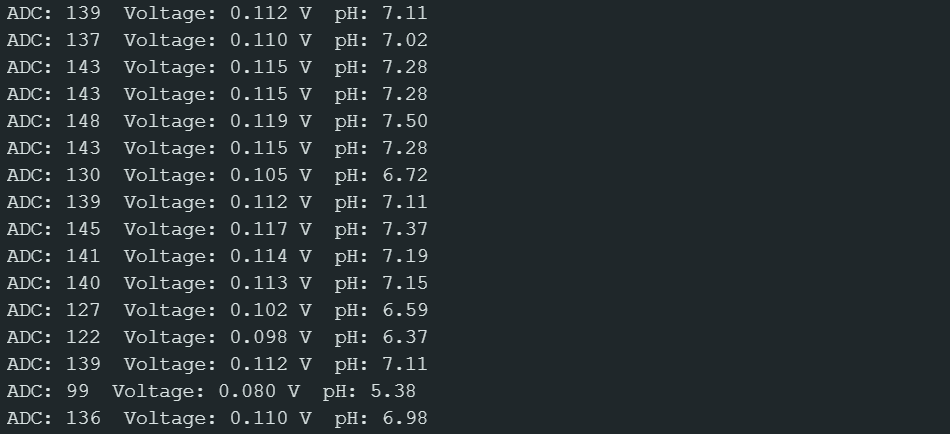 ADC: 139  Voltage: 0.112 V  pH: 7.11
ADC: 137  Voltage: 0.110 V  pH: 7.02
ADC: 143  Voltage: 0.115 V  pH: 7.28
ADC: 143  Voltage: 0.115 V  pH: 7.28
ADC: 148  Voltage: 0.119 V  pH: 7.50
ADC: 143  Voltage: 0.115 V  pH: 7.28
ADC: 130  Voltage: 0.105 V  pH: 6.72
ADC: 139  Voltage: 0.112 V  pH: 7.11
ADC: 145  Voltage: 0.117 V  pH: 7.37
ADC: 141  Voltage: 0.114 V  pH: 7.19
ADC: 140  Voltage: 0.113 V  pH: 7.15
ADC: 127  Voltage: 0.102 V  pH: 6.59
ADC: 122  Voltage: 0.098 V  pH: 6.37
ADC: 139  Voltage: 0.112 V  pH: 7.11
ADC: 99  Voltage: 0.080 V  pH: 5.38
ADC: 136  Voltage: 0.110 V  pH: 6.98